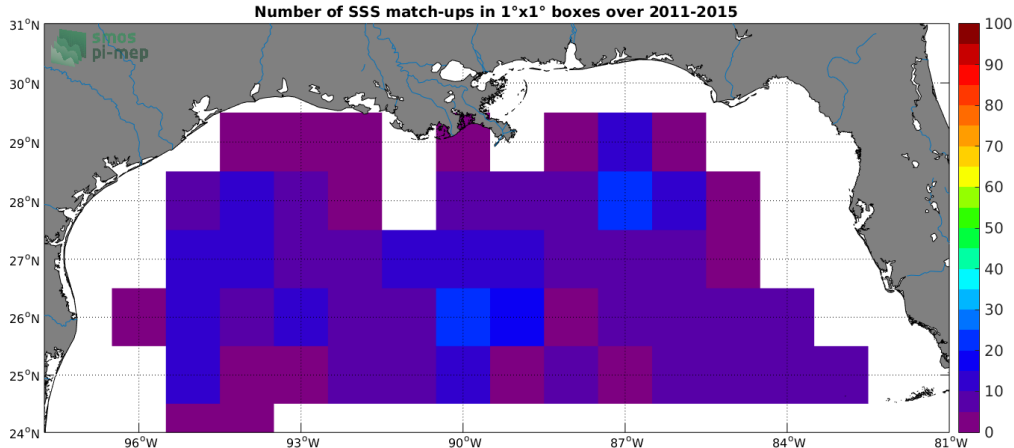 Number of SSS match-ups in 1°x1° boxes over 2011-2015
smos
pi-mep
31°N
30°N
29°N
28°N
27°N
26°N
25°N
24°N
96°W
93°W
90°W
87°W
84°W
81°W
100
90
80
70
60
50
40
30
20
10
0